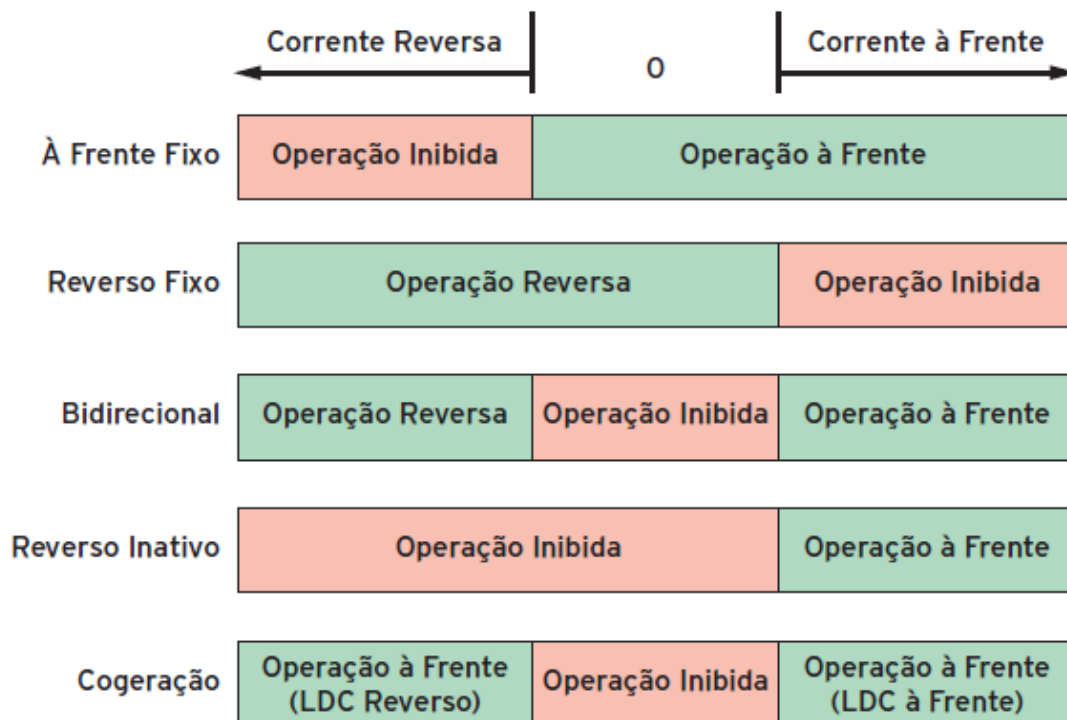 Corrente Reversa
0
Corrente à Frente
À Frente Fixo
Operação Inibida
Operação à Frente
Reverso Fixo
Operação Reversa
Operação Inibida
Bidirecional
Operação Reversa
Operação Inibida
Operação à Frente
Reverso Inativo
Operação Inibida
Operação à Frente
Cogeração
Operação à Frente
(LDC Reverso)
Operação Inibida
Operação à Frente
(LDC à Frente)